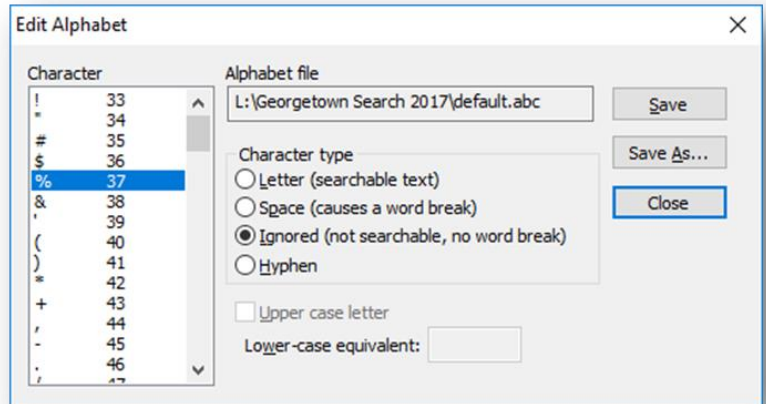 Edit Alphabet
Character
! 33
" 34
# 35
$ 36
% 37
& 38
' 39
( 40
) 41
* 42
+ 43
, 44
- 45
. 46
/ 47
Alphabet file
L:\Georgetown Search 2017\default.abc
Character type
Letter (searchable text)
Space (causes a word break)
Ignored (not searchable, no word break)
Hyphen
Upper case letter
Lower-case equivalent:
Save
Save As...
Close